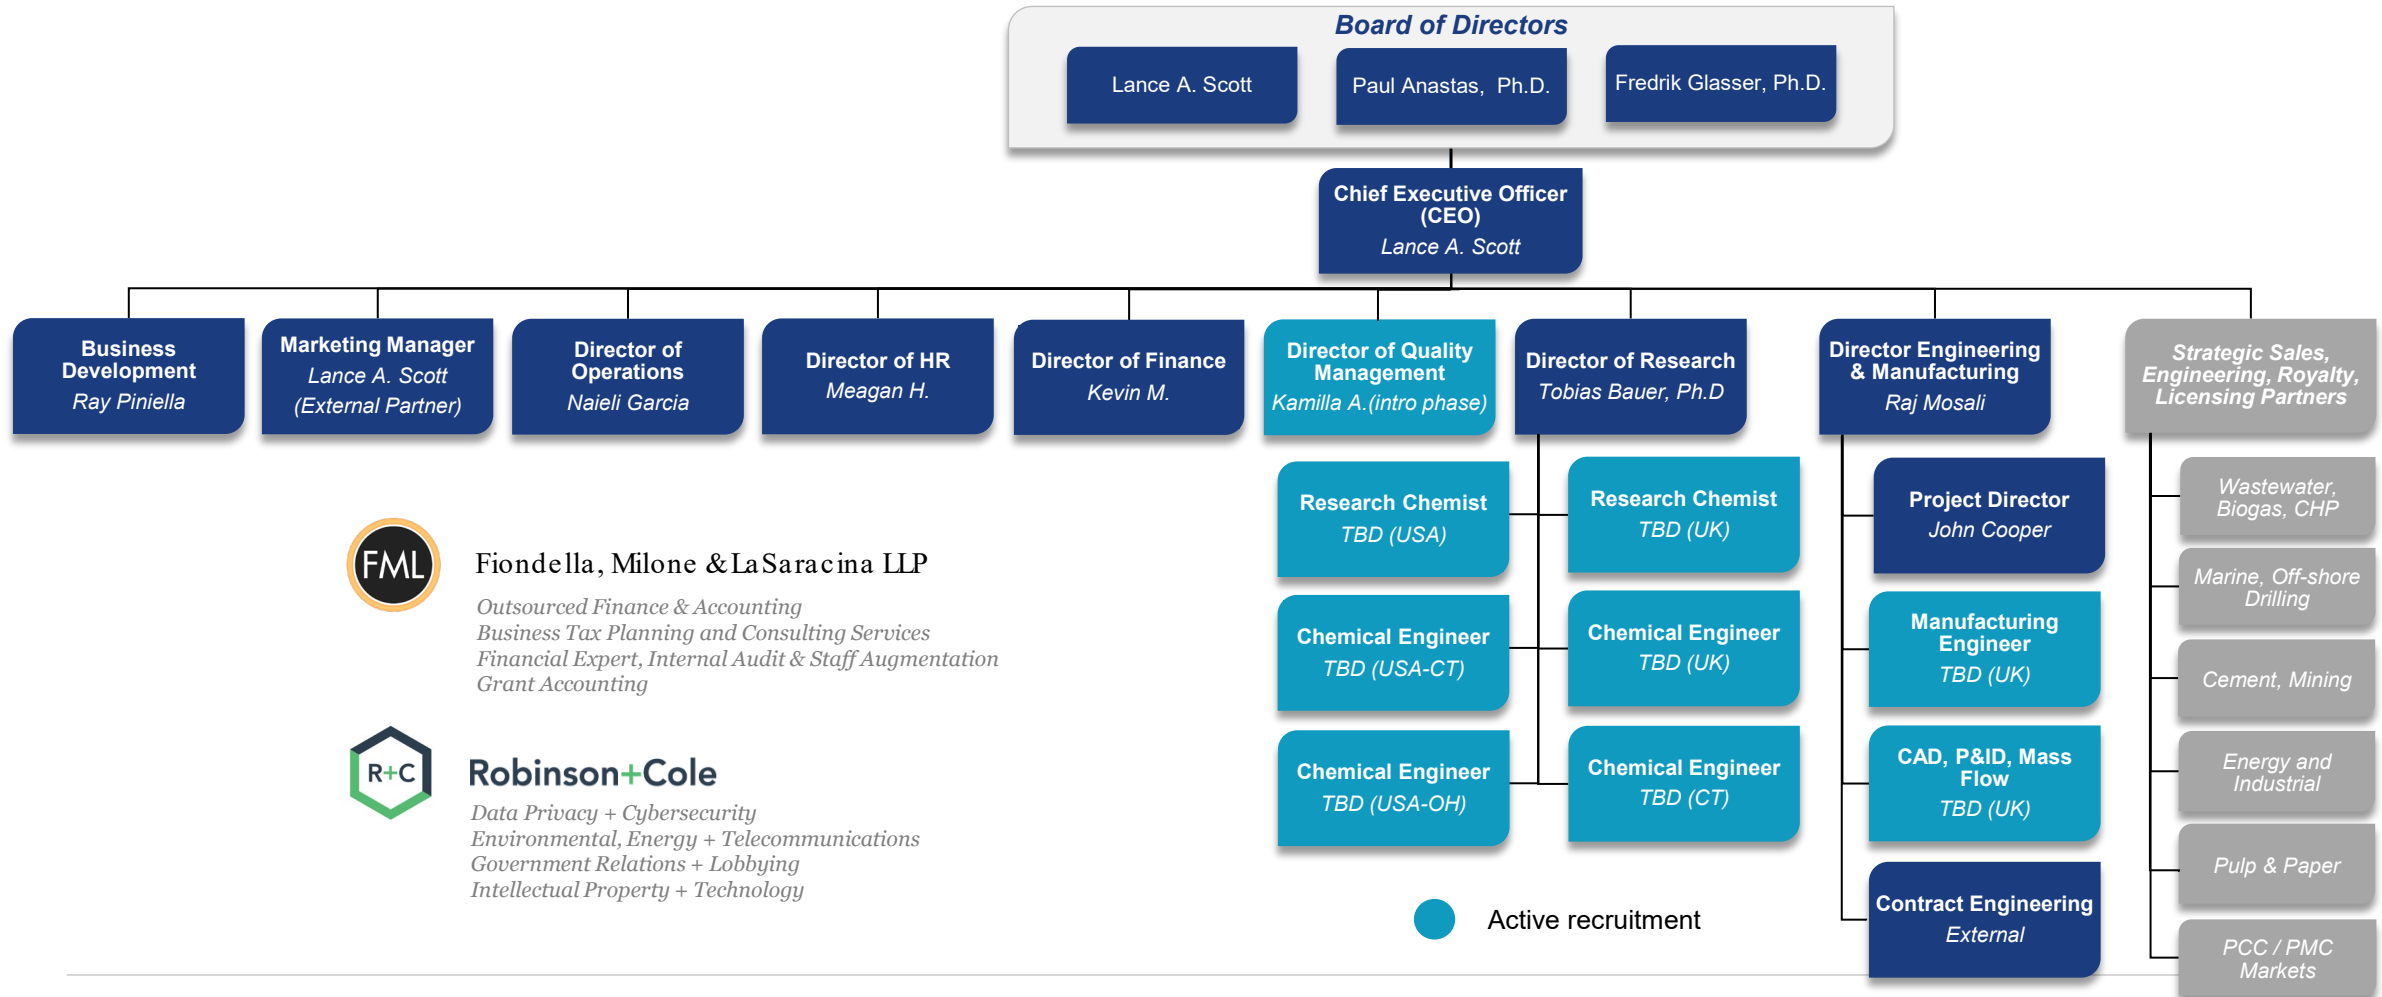 Board of Directors
Lance A. Scott
Paul Anastas, Ph.D.
Fredrik Glasser, Ph.D.
Chief Executive Officer
(CEO)
Lance A. Scott
Business
Development
Ray Piniella
Marketing Manager
Lance A. Scott
(External Partner)
Director of
Operations
Naieli Garcia
Director of HR
Meagan H.
Director of Finance
Kevin M.
Director of Quality
Management
Kamilla A.(intro phase)
Director of Research
Tobias Bauer, Ph.D
Director Engineering
& Manufacturing
Raj Mosali
Strategic Sales,
Engineering, Royalty,
Licensing Partners
Research Chemist
TBD (USA)
Research Chemist
TBD (UK)
Project Director
John Cooper
Wastewater,
Biogas, CHP
Marine, Off-shore
Drilling
Chemical Engineer
TBD (USA-CT)
Chemical Engineer
TBD (UK)
Manufacturing
Engineer
TBD (UK)
Cement, Mining
Chemical Engineer
TBD (USA-OH)
Chemical Engineer
TBD (CT)
CAD, P&ID, Mass
Flow
TBD (UK)
Energy and
Industrial
Pulp & Paper
Contract Engineering
External
PCC / PMC
Markets
FML
Fiondella, Milone & LaSaracina LLP
Outsourced Finance & Accounting
Business Tax Planning and Consulting Services
Financial Expert, Internal Audit & Staff Augmentation
Grant Accounting
R+C
Robinson+Cole
Data Privacy + Cybersecurity
Environmental, Energy + Telecommunications
Government Relations + Lobbying
Intellectual Property + Technology
Active recruitment